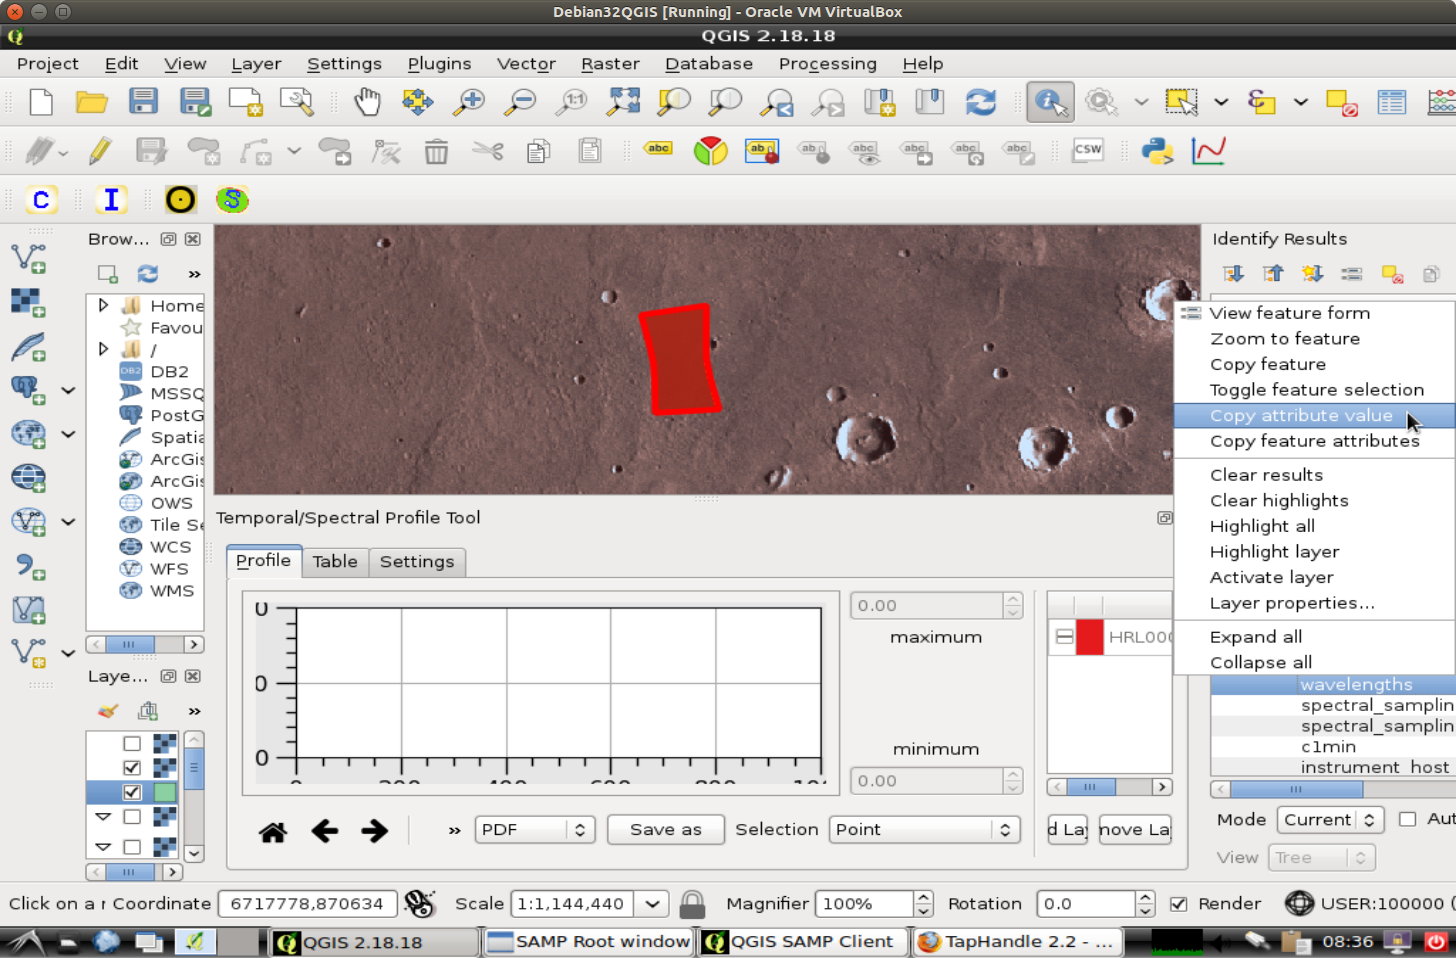 Debian32QGIS [Running] - Oracle VM VirtualBox
QGIS 2.18.18
Project Edit View Layer Settings Plugins Vector Raster Database Processing Help
1:1
abc ab CSW
C I S
Brow...
Home
Favou
/
DB2
MSSQ
PostG
Spatia
ArcGis
ArcGis
OWS
Tile Se
WCS
WFS
WMS
Laye...
Identify Results
View feature form
Zoom to feature
Copy feature
Toggle feature selection
Copy attribute value
Copy feature attributes
Clear results
Clear highlights
Highlight all
Highlight layer
Activate layer
Layer properties...
Expand all
Collapse all
wavelengths
spectral_samplin
spectral_samplin
c1min
instrument_host
Mode Current Aut
View Tree
Temporal/Spectral Profile Tool
Profile Table Settings
0.00
maximum
HRL000
minimum
0.00
PDF Save as Selection Point d Lay nove La
Click on a r Coordinate 6717778,870634 Scale 1:1,144,440 Magnifier 100% Rotation 0.0 Render USER:100000 (
QGIS 2.18.18 SAMP Root window QGIS SAMP Client TapHandle 2.2 - ... 08:36